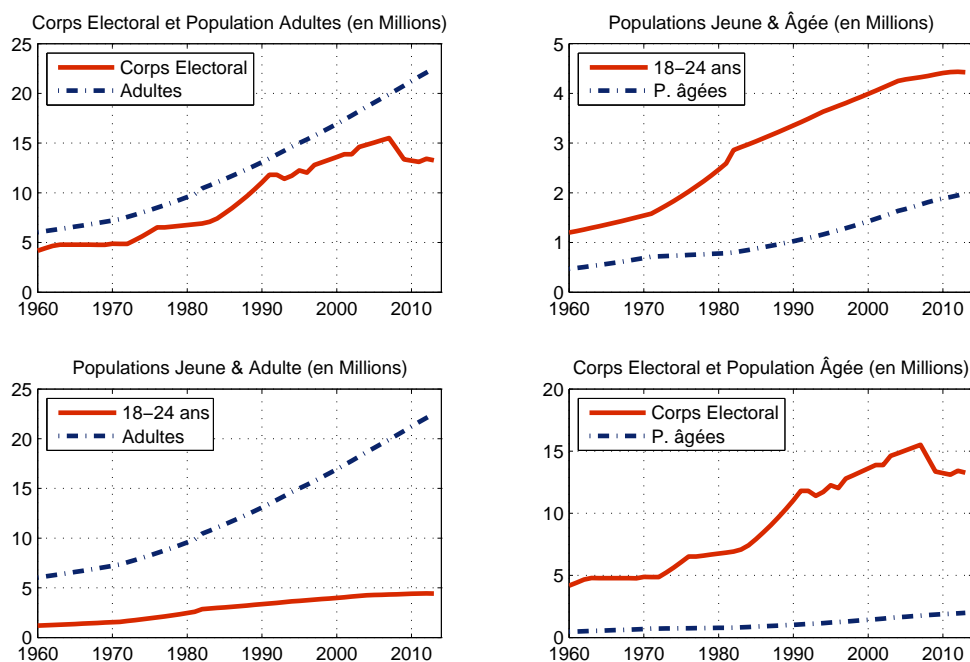 Corps Electoral et Population Adultes (en Millions)
25
20
15
10
5
0
1960 1970 1980 1990 2000 2010
Corps Electoral
Adultes
Populations Jeune & Âgée (en Millions)
5
4
3
2
1
0
1960 1970 1980 1990 2000 2010
18−24 ans
P. âgées
Populations Jeune & Adulte (en Millions)
25
20
15
10
5
0
1960 1970 1980 1990 2000 2010
18−24 ans
Adultes
Corps Electoral et Population Âgée (en Millions)
20
15
10
5
0
1960 1970 1980 1990 2000 2010
Corps Electoral
P. âgées